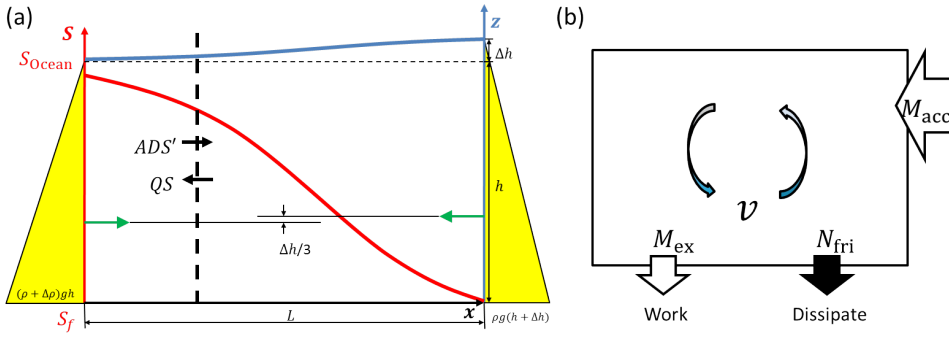 (a)
S
z
S_Ocean
Δh
ADS′
QS
h
Δh/3
(ρ + Δρ)gh
S_f
L
x
ρg(h + Δh)
(b)
M_acc
v
M_ex
N_fri
Work
Dissipate